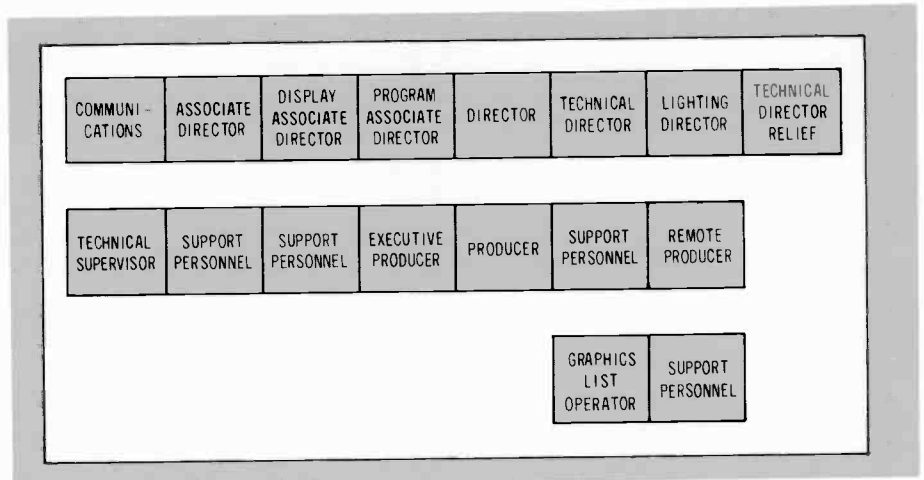 COMMUNI-
CATIONS
ASSOCIATE
DIRECTOR
DISPLAY
ASSOCIATE
DIRECTOR
PROGRAM
ASSOCIATE
DIRECTOR
DIRECTOR
TECHNICAL
DIRECTOR
LIGHTING
DIRECTOR
TECHNICAL
DIRECTOR
RELIEF
TECHNICAL
SUPERVISOR
SUPPORT
PERSONNEL
SUPPORT
PERSONNEL
EXECUTIVE
PRODUCER
PRODUCER
SUPPORT
PERSONNEL
REMOTE
PRODUCER
GRAPHICS
LIST
OPERATOR
SUPPORT
PERSONNEL